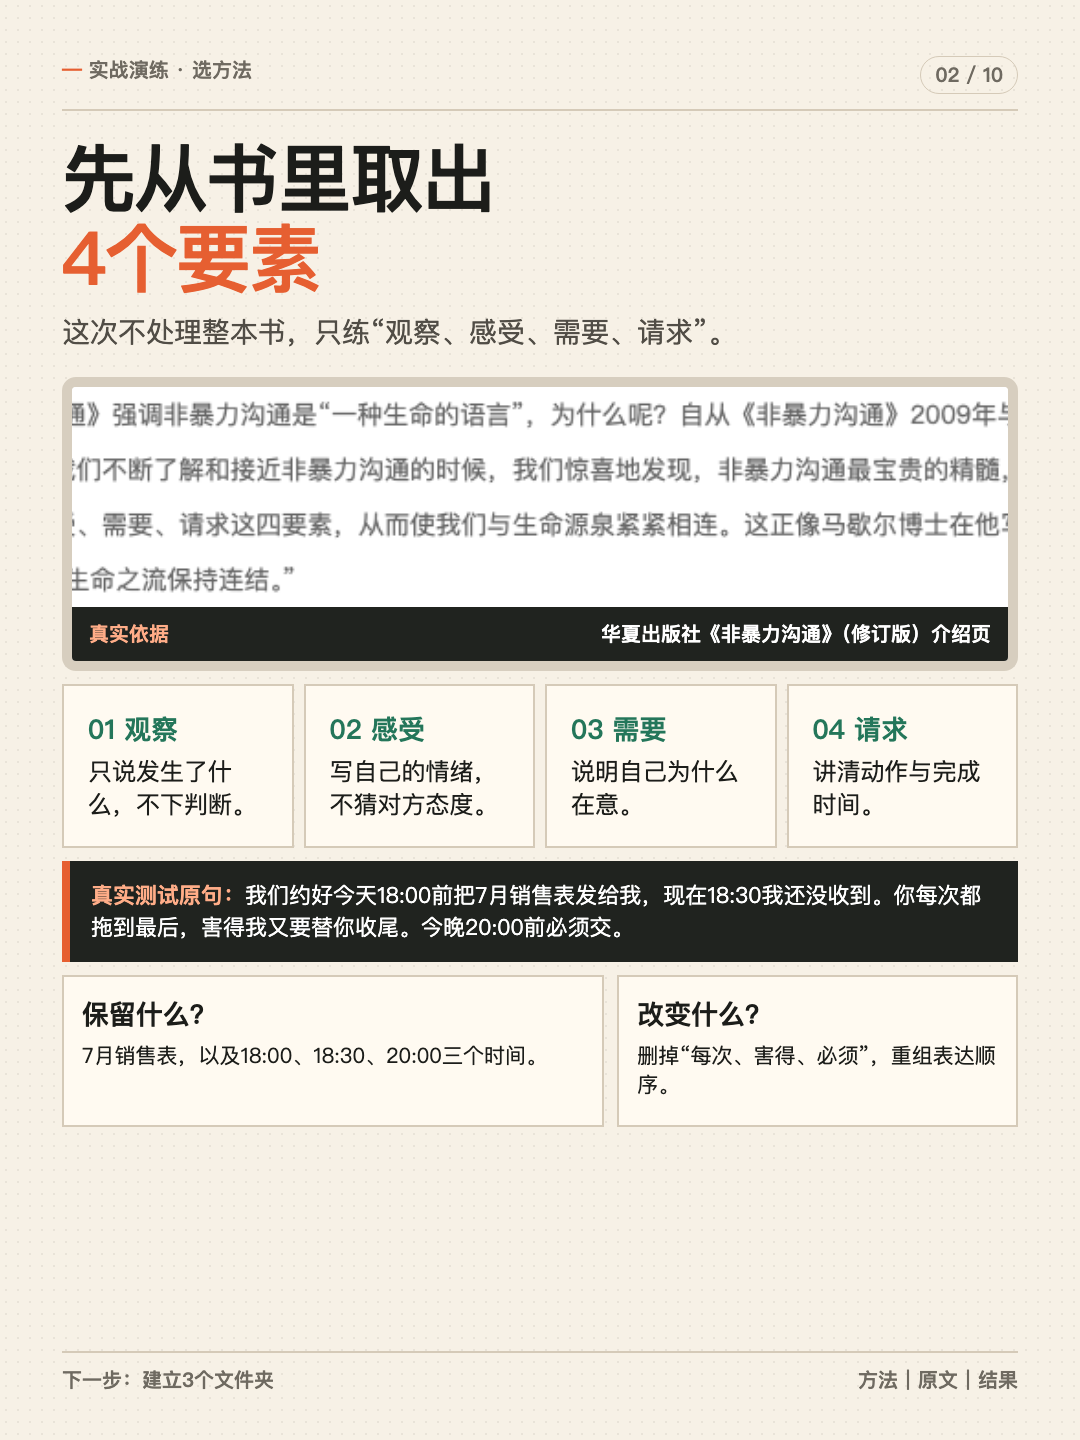 实战演练 · 选方法
02 / 10
先从书里取出
4个要素
这次不处理整本书，只练“观察、感受、需要、请求”。
通》强调非暴力沟通是“一种生命的语言”，为什么呢？自从《非暴力沟通》2009年与
们不断了解和接近非暴力沟通的时候，我们惊喜地发现，非暴力沟通最宝贵的精髓，
、需要、请求这四要素，从而使我们与生命源泉紧紧相连。这正像马歇尔博士在他写
生命之流保持连结。”
真实依据
华夏出版社《非暴力沟通》（修订版）介绍页
01 观察
只说发生了什
么，不下判断。
02 感受
写自己的情绪，
不猜对方态度。
03 需要
说明自己为什么
在意。
04 请求
讲清动作与完成
时间。
真实测试原句：我们约好今天18:00前把7月销售表发给我，现在18:30我还没收到。你每次都
拖到最后，害得我又要替你收尾。今晚20:00前必须交。
保留什么？
7月销售表，以及18:00、18:30、20:00三个时间。
改变什么？
删掉“每次、害得、必须”，重组表达顺
序。
下一步：建立3个文件夹
方法｜原文｜结果